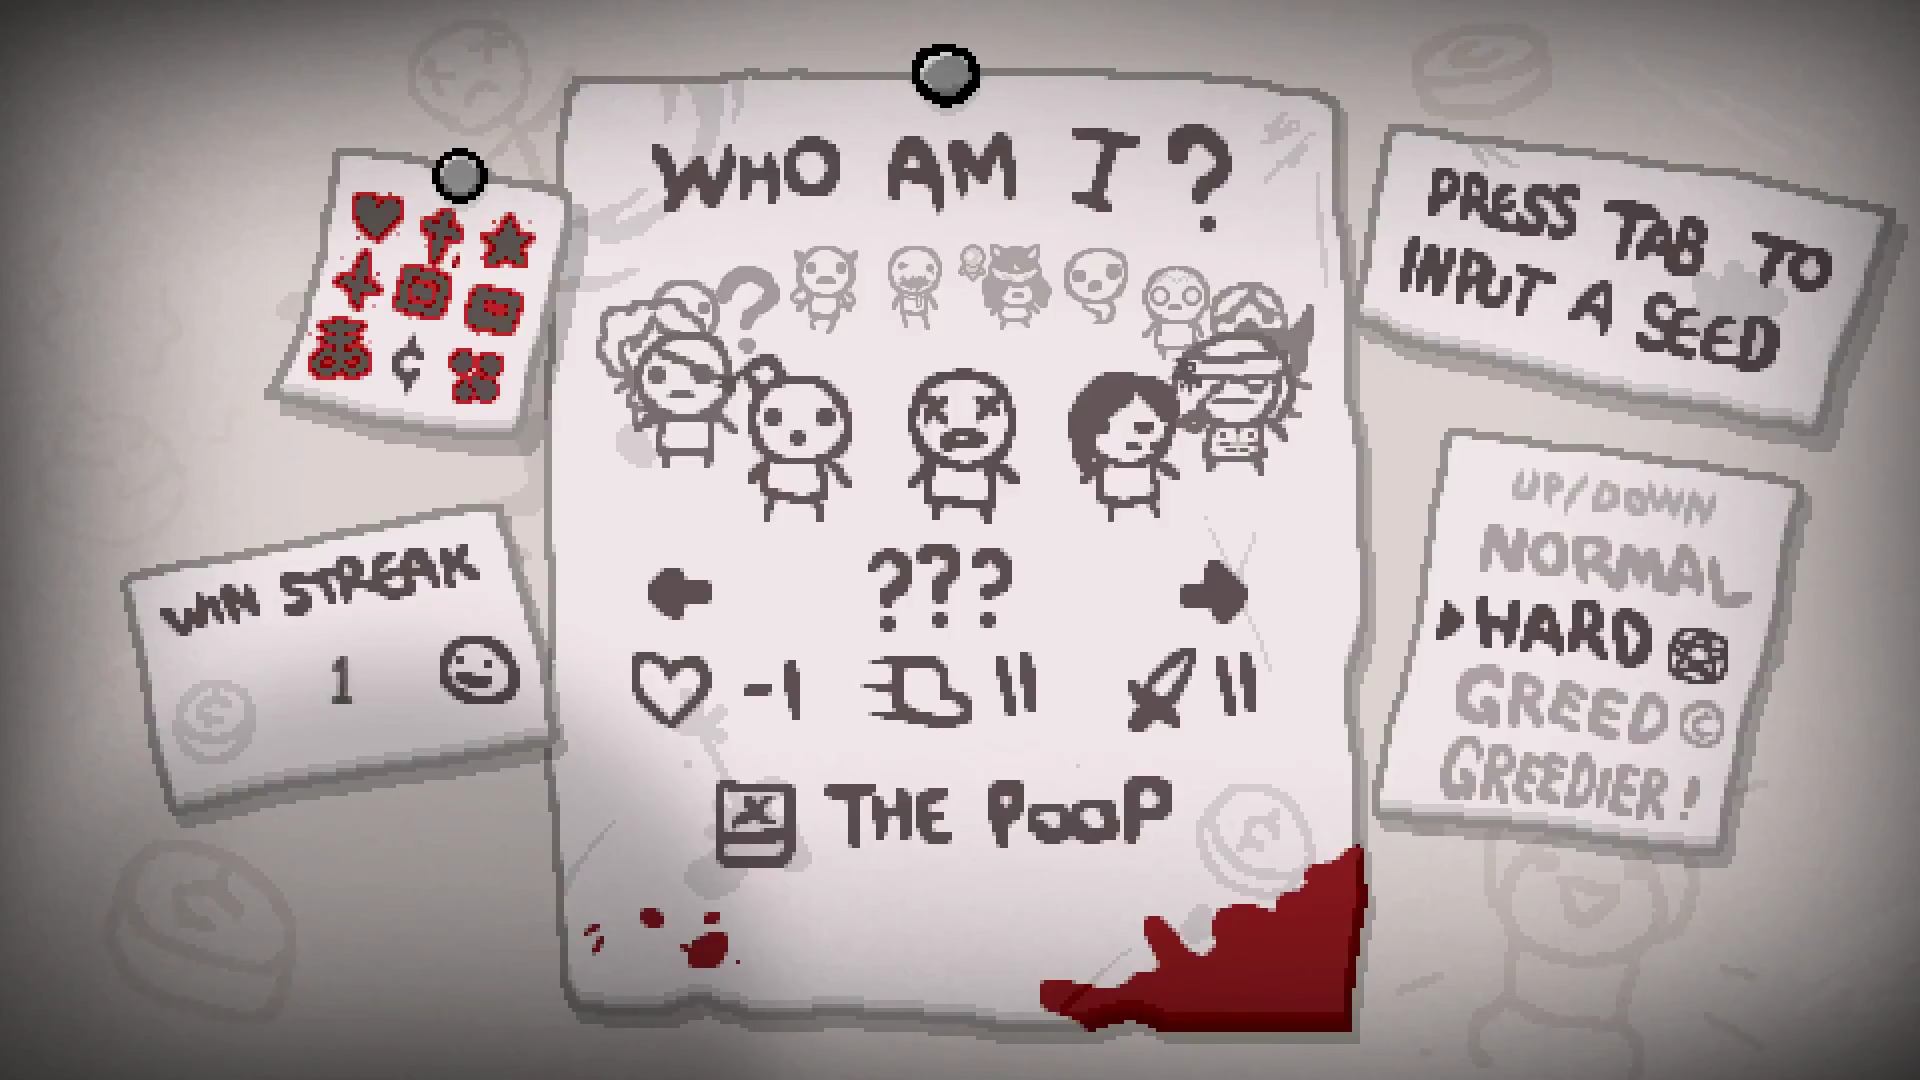 WHO AM I?
PRESS TAB TO
INPUT A SEED
WIN STREAK
1
???
-1
THE POOP
UP/DOWN
NORMAL
HARD
GREED
GREEDIER!